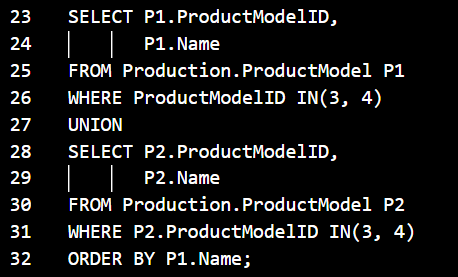 23 SELECT P1.ProductModelID,
24 P1.Name
25 FROM Production.ProductModel P1
26 WHERE ProductModelID IN(3, 4)
27 UNION
28 SELECT P2.ProductModelID,
29 P2.Name
30 FROM Production.ProductModel P2
31 WHERE P2.ProductModelID IN(3, 4)
32 ORDER BY P1.Name;